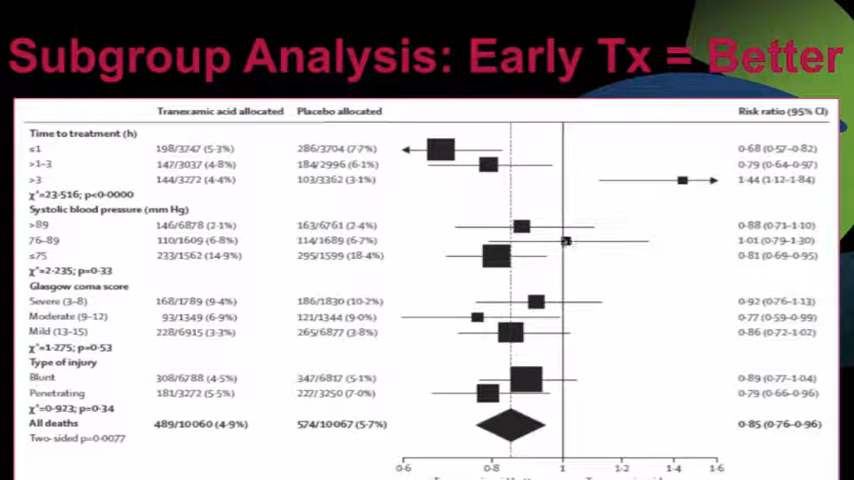 Subgroup Analysis: Early Tx = Better
Tranexamic acid allocated Placebo allocated Risk ratio (95% CI)
Time to treatment (h)
≤1 198/3747 (5·3%) 286/3704 (7·7%) 0·68 (0·57–0·82)
>1–3 147/3037 (4·8%) 184/2996 (6·1%) 0·79 (0·64–0·97)
>3 144/3272 (4·4%) 103/3362 (3·1%) 1·44 (1·12–1·84)
χ²=23·516; p<0·0000
Systolic blood pressure (mm Hg)
>89 146/6878 (2·1%) 163/6761 (2·4%) 0·88 (0·71–1·10)
76–89 110/1609 (6·8%) 114/1689 (6·7%) 1·01 (0·79–1·30)
≤75 233/1562 (14·9%) 295/1599 (18·4%) 0·81 (0·69–0·95)
χ²=2·235; p=0·33
Glasgow coma score
Severe (3–8) 168/1789 (9·4%) 186/1830 (10·2%) 0·92 (0·76–1·13)
Moderate (9–12) 93/1349 (6·9%) 121/1344 (9·0%) 0·77 (0·59–0·99)
Mild (13–15) 228/6915 (3·3%) 265/6877 (3·8%) 0·86 (0·72–1·02)
χ²=1·275; p=0·53
Type of injury
Blunt 308/6788 (4·5%) 347/6817 (5·1%) 0·89 (0·77–1·04)
Penetrating 181/3272 (5·5%) 227/3250 (7·0%) 0·79 (0·66–0·96)
χ²=0·923; p=0·34
All deaths 489/10 060 (4·9%) 574/10 067 (5·7%) 0·85 (0·76–0·96)
Two-sided p=0·0077
0·6 0·8 1 1·2 1·4 1·6